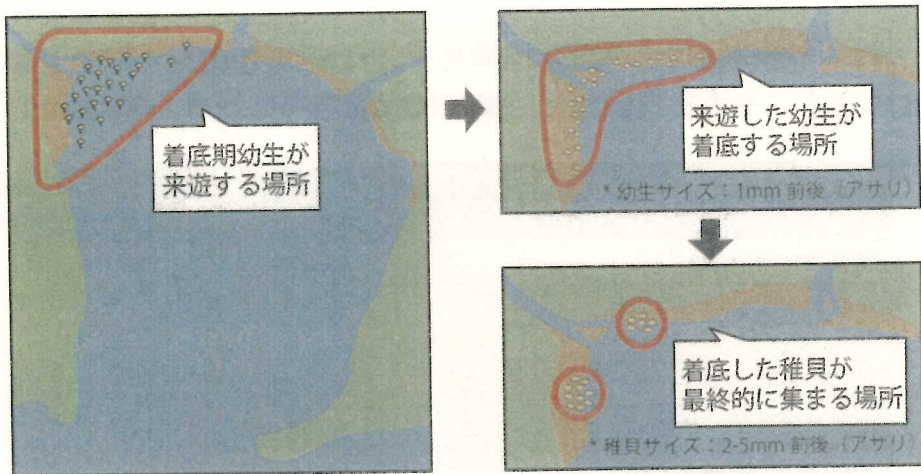 着底期幼生が
来遊する場所
来遊した幼生が
着底する場所
* 幼生サイズ：1mm 前後（アサリ）
着底した稚貝が
最終的に集まる場所
* 稚貝サイズ：2-5mm 前後（アサリ）